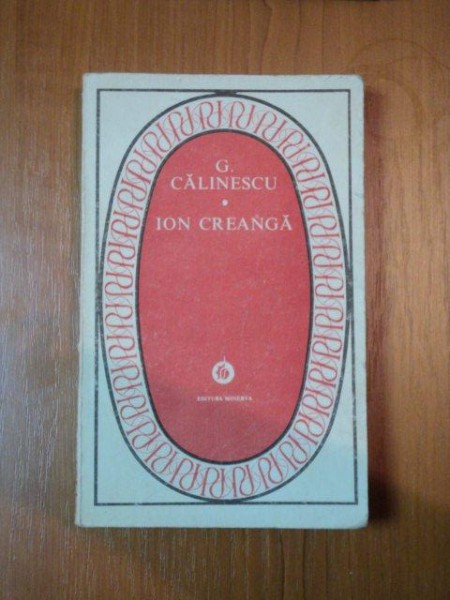 G.
CĂLINESCU
•
ION CREANGĂ
EDITURA MINERVA